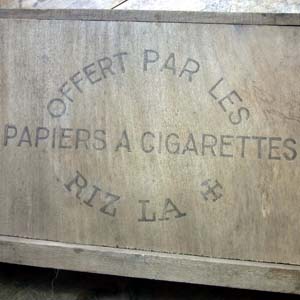 OFFERT PAR LES
PAPIERS A CIGARETTES
RIZ LA ✠